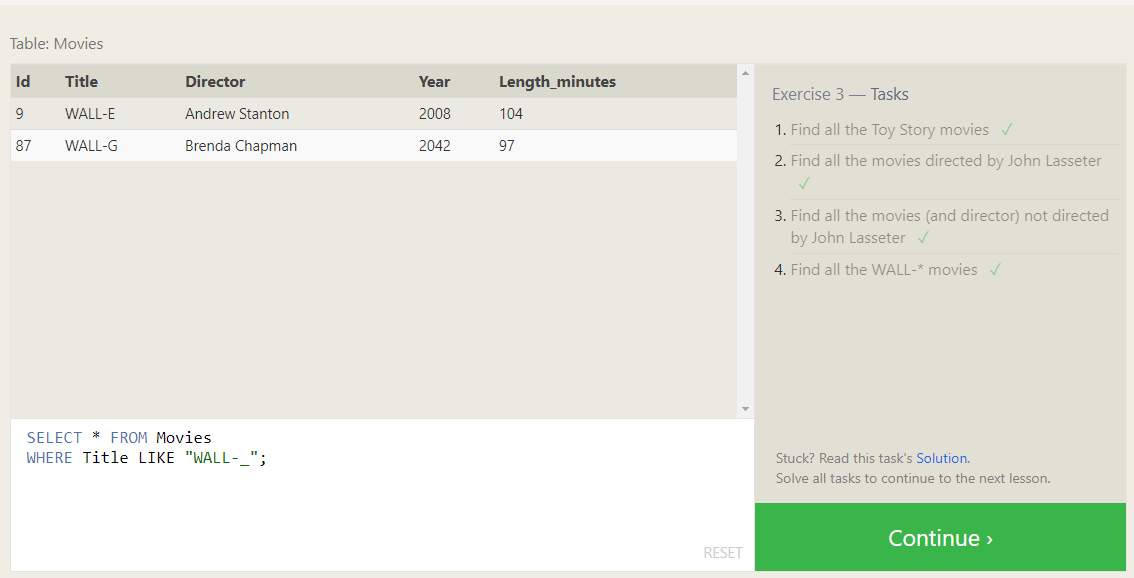 Table: Movies
Id Title Director Year Length_minutes
9 WALL-E Andrew Stanton 2008 104
87 WALL-G Brenda Chapman 2042 97
SELECT * FROM Movies
WHERE Title LIKE "WALL-_";
RESET
Exercise 3 — Tasks
1. Find all the Toy Story movies ✓
2. Find all the movies directed by John Lasseter
✓
3. Find all the movies (and director) not directed
by John Lasseter ✓
4. Find all the WALL-* movies ✓
Stuck? Read this task's Solution.
Solve all tasks to continue to the next lesson.
Continue ›